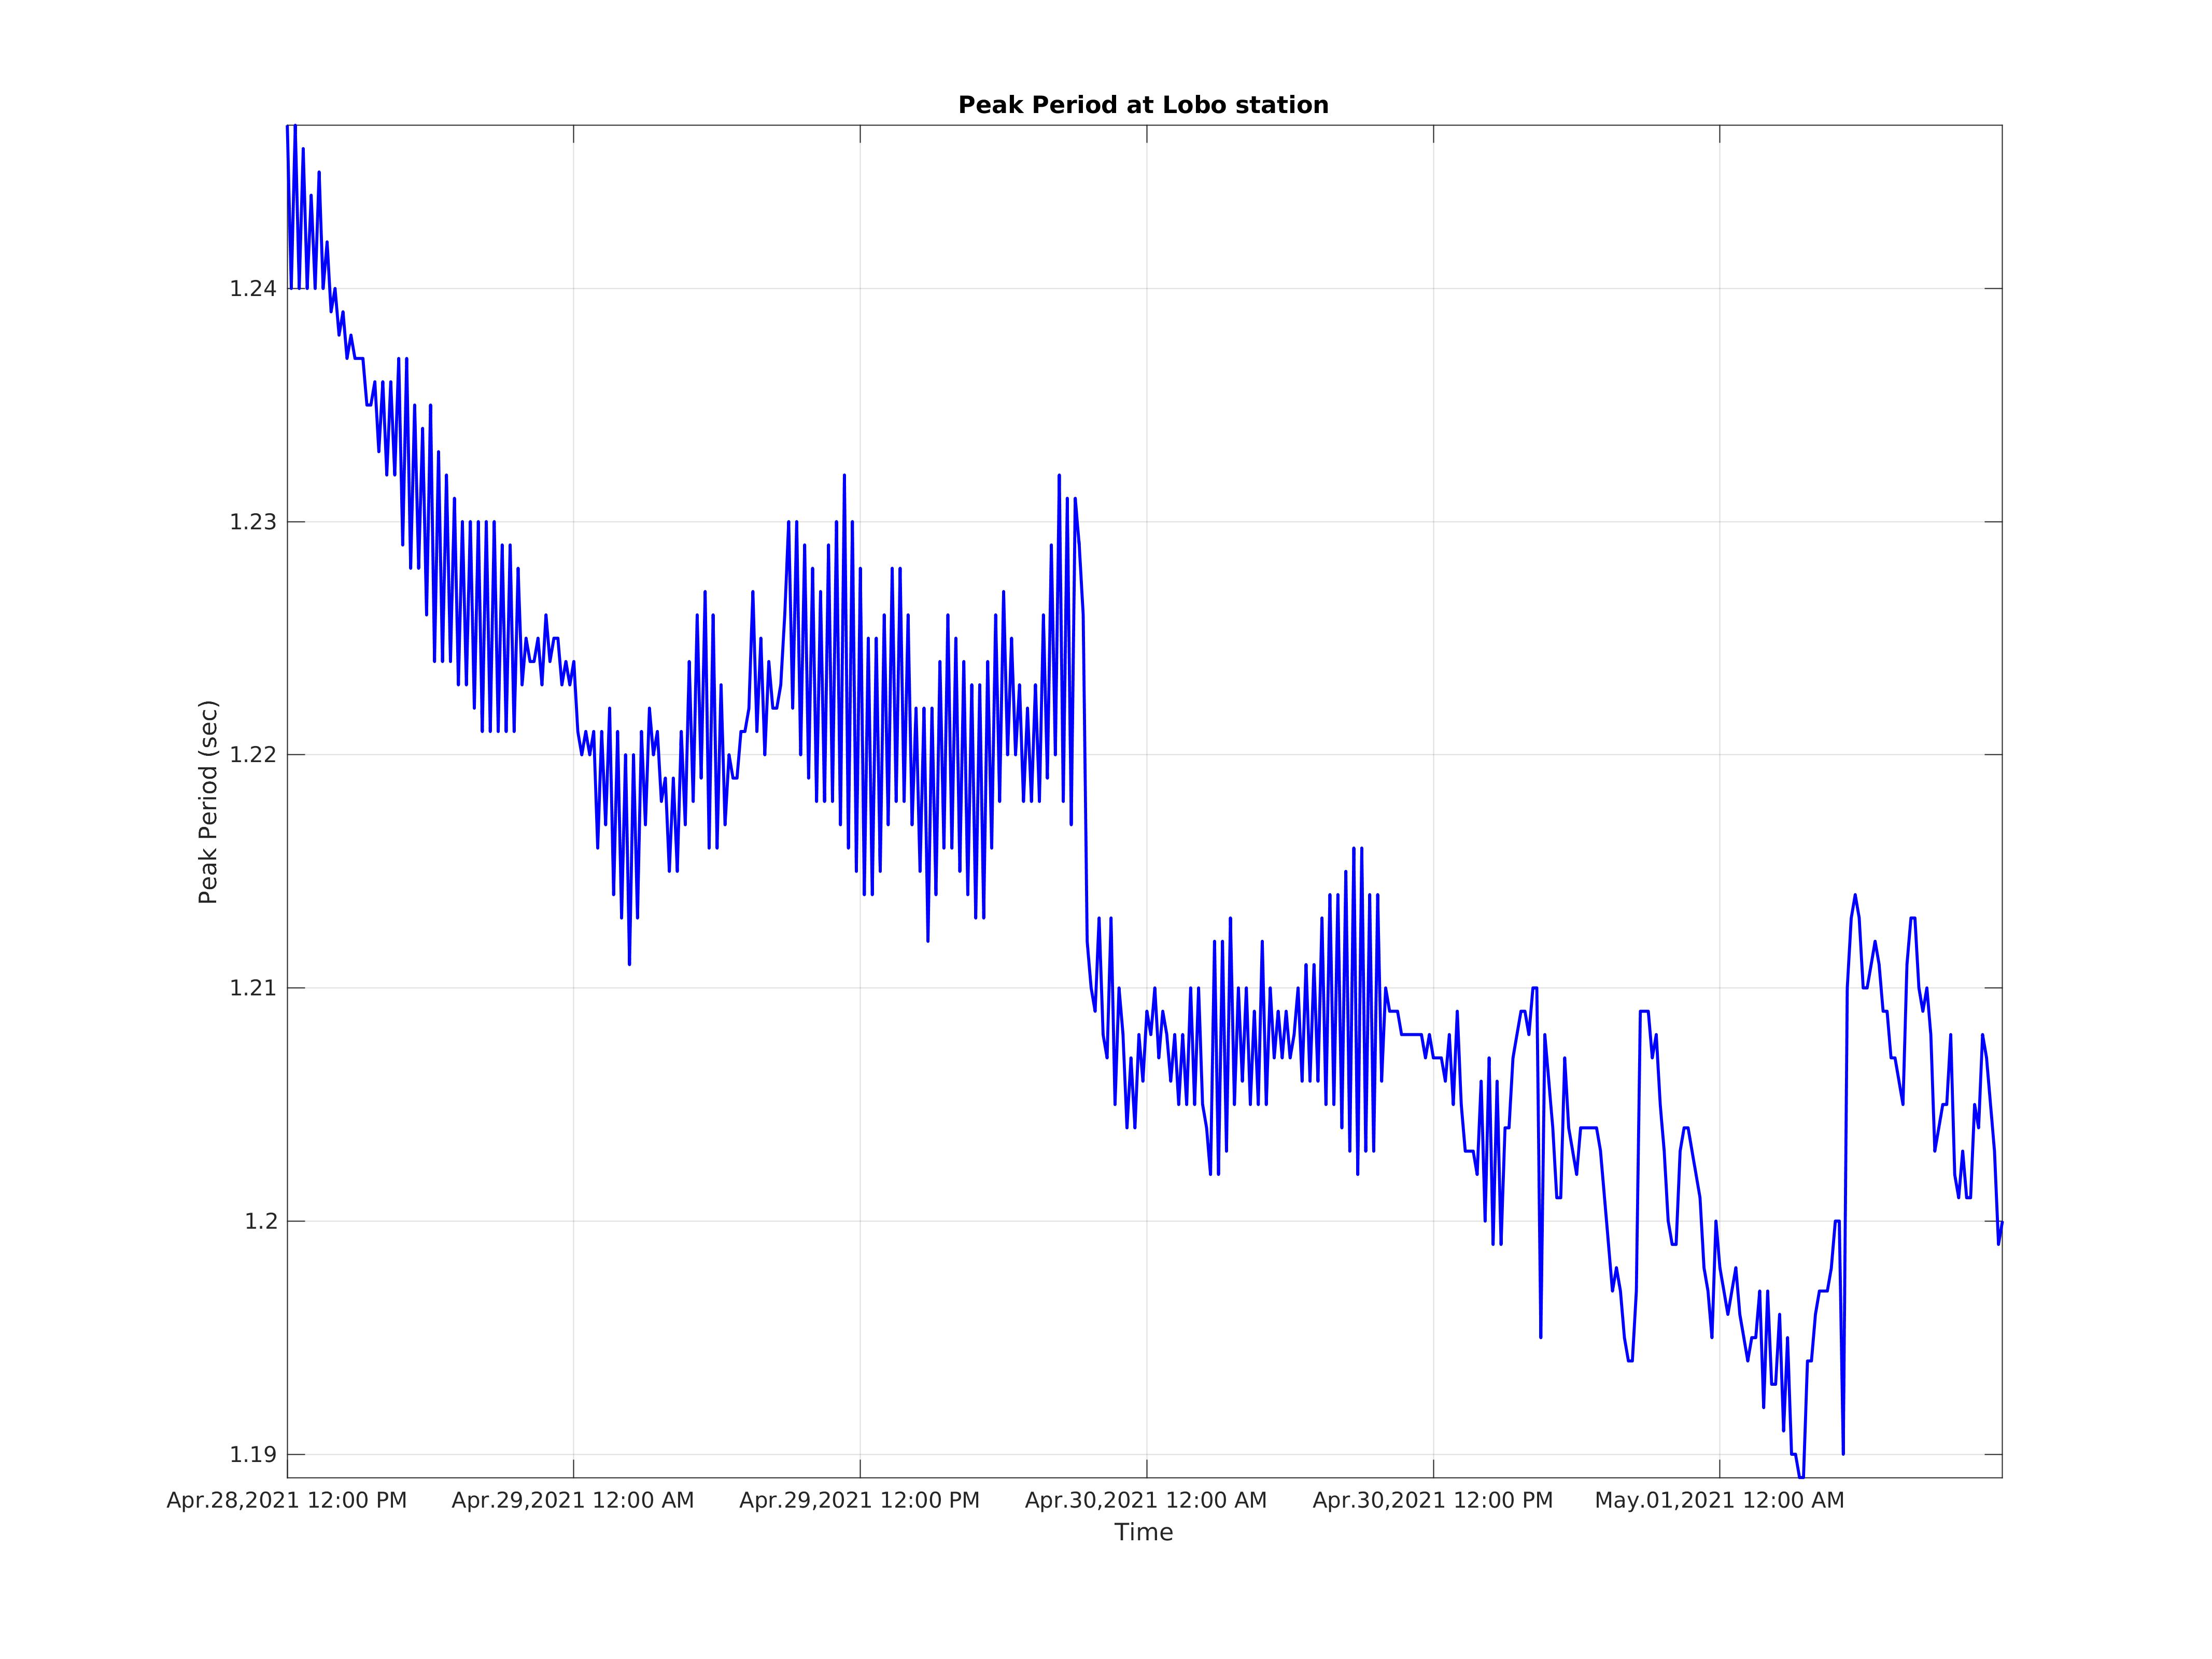 Peak Period at Lobo station
Peak Period (sec)
1.24
1.23
1.22
1.21
1.2
1.19
Apr.28,2021 12:00 PM Apr.29,2021 12:00 AM Apr.29,2021 12:00 PM Apr.30,2021 12:00 AM Apr.30,2021 12:00 PM May.01,2021 12:00 AM
Time